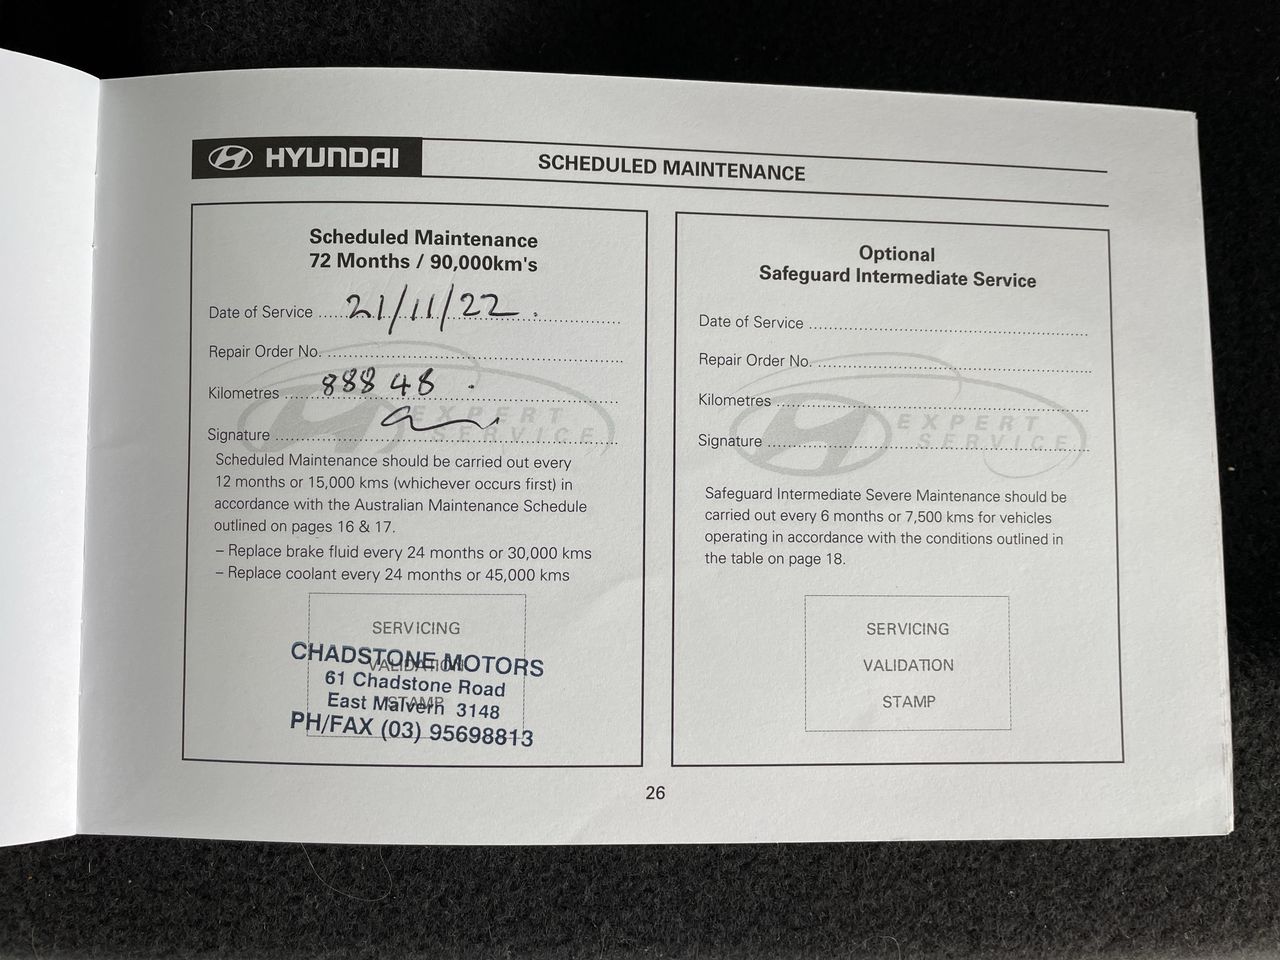 HYUNDAI
SCHEDULED MAINTENANCE
Scheduled Maintenance
72 Months / 90,000km's
Date of Service 21/11/22.
Repair Order No.
Kilometres 88848.
Signature
EXPERT
SERVICE
Scheduled Maintenance should be carried out every
12 months or 15,000 kms (whichever occurs first) in
accordance with the Australian Maintenance Schedule
outlined on pages 16 & 17.
– Replace brake fluid every 24 months or 30,000 kms
– Replace coolant every 24 months or 45,000 kms
SERVICING
VALIDATION
STAMP
CHADSTONE MOTORS
61 Chadstone Road
East Malvern 3148
PH/FAX (03) 95698813
Optional
Safeguard Intermediate Service
Date of Service
Repair Order No.
Kilometres
Signature
EXPERT
SERVICE
Safeguard Intermediate Severe Maintenance should be
carried out every 6 months or 7,500 kms for vehicles
operating in accordance with the conditions outlined in
the table on page 18.
SERVICING
VALIDATION
STAMP
26